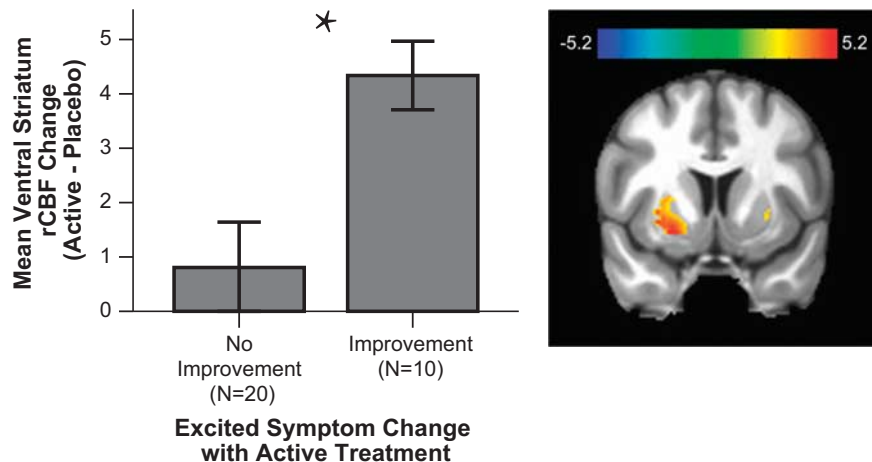 Mean Ventral Striatum
rCBF Change
(Active - Placebo)
5
4
3
2
1
0
No
Improvement
(N=20)
Improvement
(N=10)
Excited Symptom Change
with Active Treatment
-5.2
5.2